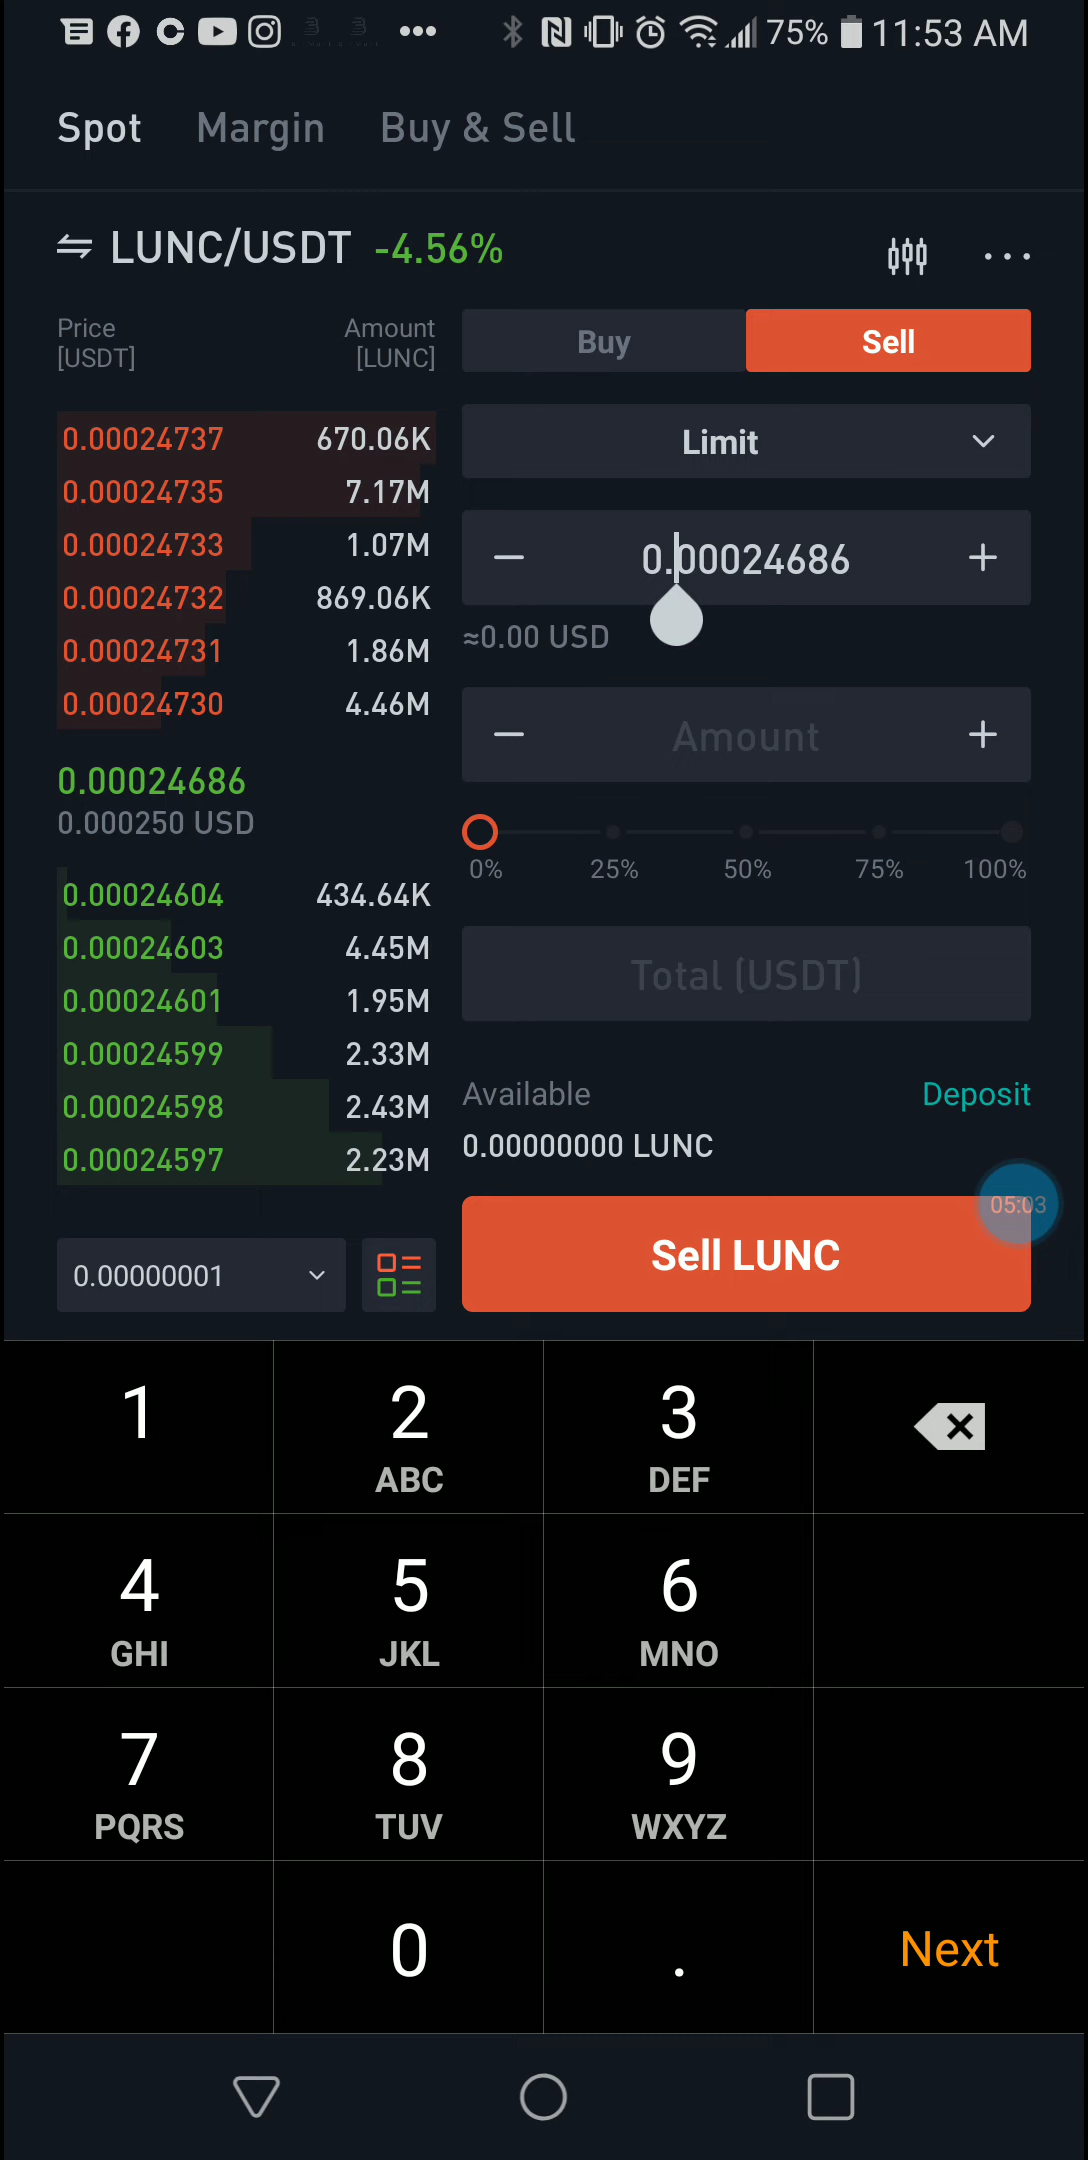 75% 11:53 AM
Spot Margin Buy & Sell
LUNC/USDT -4.56%
Price [USDT] Amount [LUNC]
0.00024737 670.06K
0.00024735 7.17M
0.00024733 1.07M
0.00024732 869.06K
0.00024731 1.86M
0.00024730 4.46M
0.00024686
0.000250 USD
0.00024604 434.64K
0.00024603 4.45M
0.00024601 1.95M
0.00024599 2.33M
0.00024598 2.43M
0.00024597 2.23M
0.00000001
Buy Sell
Limit
− 0.00024686 +
≈0.00 USD
− Amount +
0% 25% 50% 75% 100%
Total (USDT)
Available Deposit
0.00000000 LUNC
05:03
Sell LUNC
1 2 3
ABC DEF
4 5 6
GHI JKL MNO
7 8 9
PQRS TUV WXYZ
0 . Next